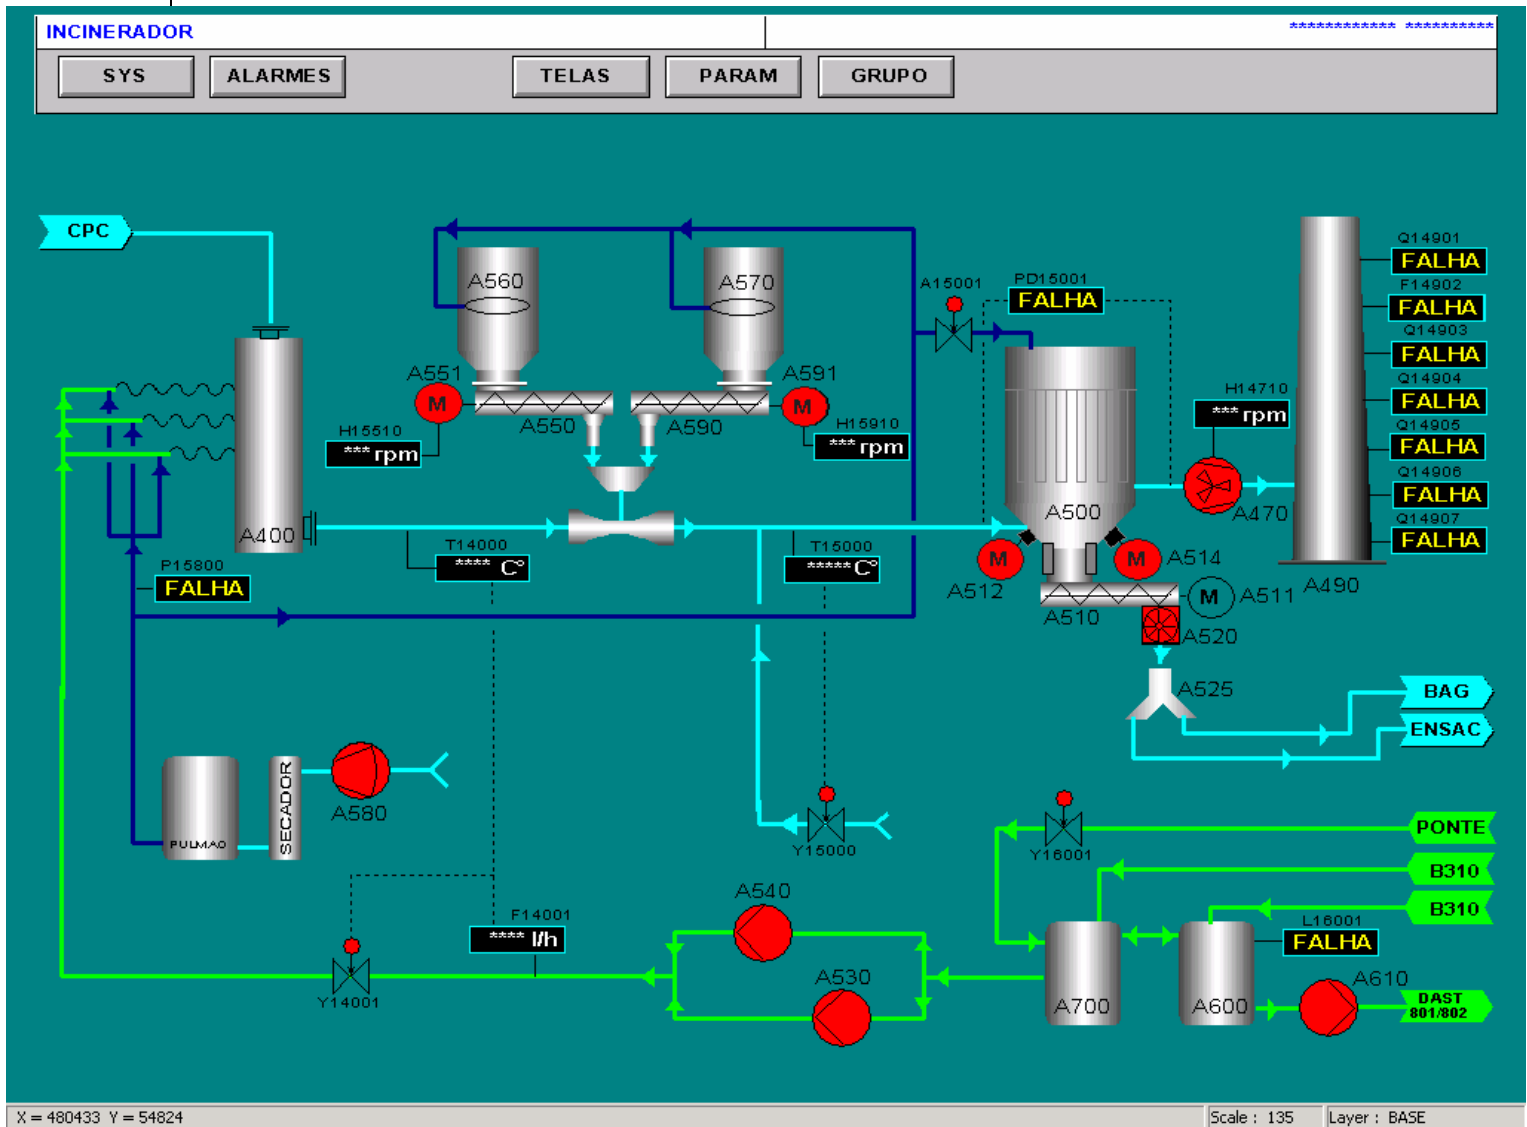 INCINERADOR
************ **********
SYS
ALARMES
TELAS
PARAM
GRUPO
CPC
A560
A570
A15001
PD15001
FALHA
Q14901
FALHA
F14902
FALHA
Q14903
FALHA
Q14904
FALHA
Q14905
FALHA
Q14906
FALHA
Q14907
FALHA
A551
M
A591
M
H14710
*** rpm
A550
A590
H15510
*** rpm
H15910
*** rpm
A400
A500
A470
A490
T14000
**** C°
T15000
***** C°
P15800
FALHA
M
A512
M
A514
A510
M
A511
A520
A525
BAG
ENSAC
PULMAO
SECADOR
A580
Y15000
Y16001
PONTE
B310
B310
A540
F14001
**** l/h
L16001
FALHA
A530
Y14001
A700
A600
A610
DAST
801/802
X = 480433 Y = 54824
Scale : 135
Layer : BASE